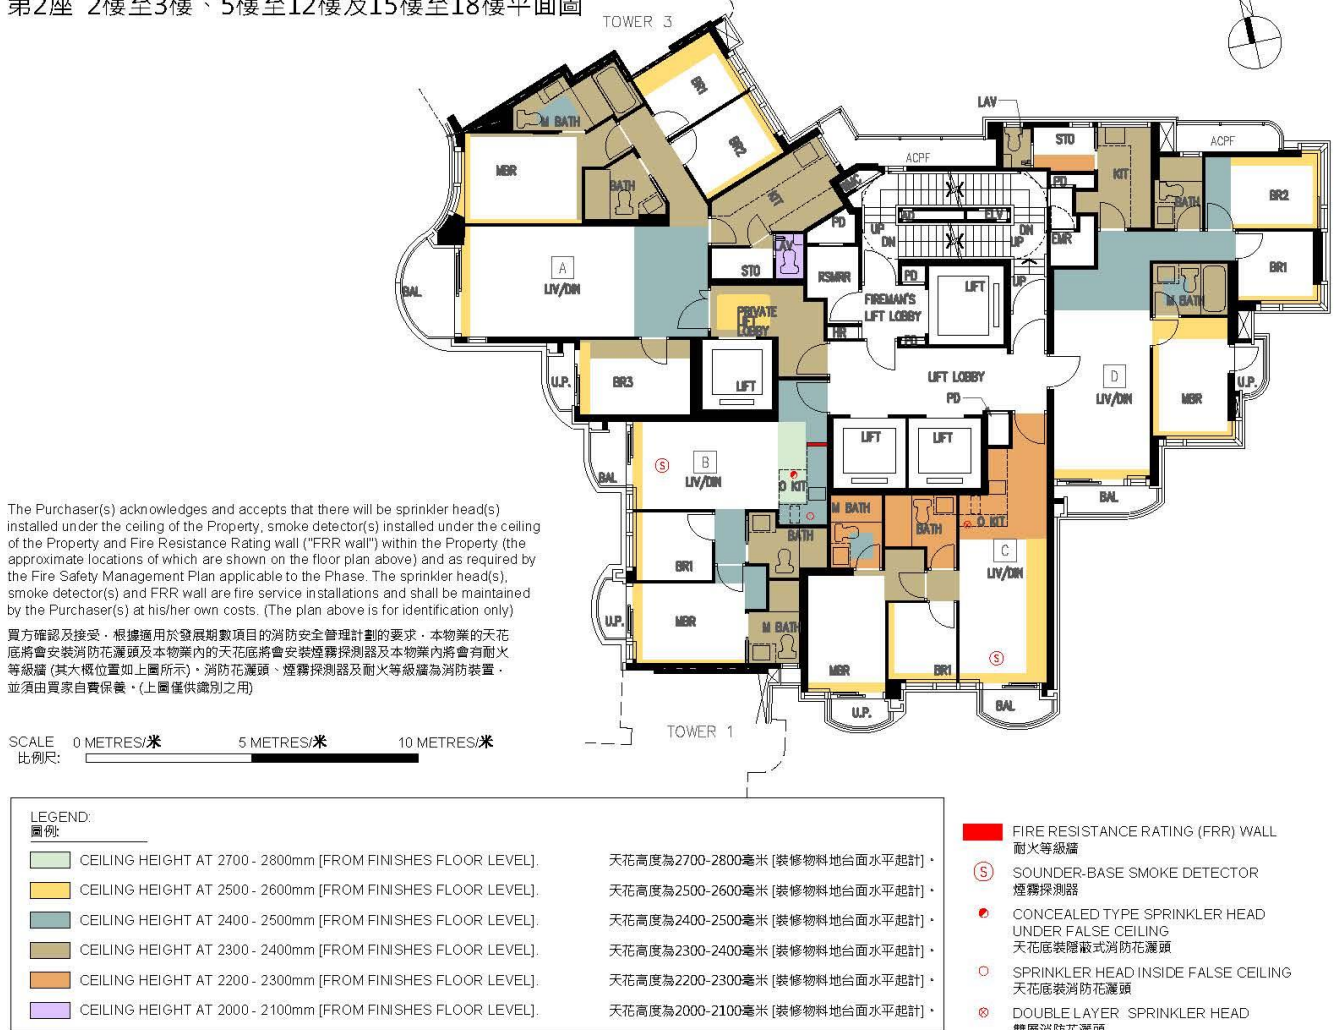 第2座 2樓至3樓、5樓至12樓及15樓至18樓平面圖
TOWER 3
LAV
ACPF
ACPF
STO
KIT
PD
BATH
BR2
BR1
M BATH
EMR
BR1
BR2
M BATH
MBR
BATH
KIT
PD
UP
DN
AD
ELV
DN
UP
UP
LAV
STO
RSMRR
PD
FIREMAN'S
LIFT LOBBY
LIFT
HR
A
LIV/DIN
BAL
PRIVATE
LIFT
LOBBY
LIFT
BR3
U.P.
LIFT LOBBY
PD
D
LIV/DIN
MBR
U.P.
BAL
LIFT
LIFT
B
LIV/DIN
S
O KIT
BAL
BATH
BR1
MBR
M BATH
U.P.
M BATH
BATH
O KIT
C
LIV/DIN
MBR
BR1
S
U.P.
BAL
TOWER 1
The Purchaser(s) acknowledges and accepts that there will be sprinkler head(s)
installed under the ceiling of the Property, smoke detector(s) installed under the ceiling
of the Property and Fire Resistance Rating wall ("FRR wall") within the Property (the
approximate locations of which are shown on the floor plan above) and as required by
the Fire Safety Management Plan applicable to the Phase. The sprinkler head(s),
smoke detector(s) and FRR wall are fire service installations and shall be maintained
by the Purchaser(s) at his/her own costs. (The plan above is for identification only)
買方確認及接受，根據適用於發展期數項目的消防安全管理計劃的要求，本物業的天花
底將會安裝消防花灑頭及本物業內的天花底將會安裝煙霧探測器及本物業內將會有耐火
等級牆 (其大概位置如上圖所示)。消防花灑頭、煙霧探測器及耐火等級牆為消防裝置，
並須由買家自費保養。(上圖僅供識別之用)
SCALE 0 METRES/米 5 METRES/米 10 METRES/米
比例尺:
LEGEND:
圖例:
CEILING HEIGHT AT 2700 - 2800mm [FROM FINISHES FLOOR LEVEL]. 天花高度為2700-2800毫米 [裝修物料地台面水平起計]。
CEILING HEIGHT AT 2500 - 2600mm [FROM FINISHES FLOOR LEVEL]. 天花高度為2500-2600毫米 [裝修物料地台面水平起計]。
CEILING HEIGHT AT 2400 - 2500mm [FROM FINISHES FLOOR LEVEL]. 天花高度為2400-2500毫米 [裝修物料地台面水平起計]。
CEILING HEIGHT AT 2300 - 2400mm [FROM FINISHES FLOOR LEVEL]. 天花高度為2300-2400毫米 [裝修物料地台面水平起計]。
CEILING HEIGHT AT 2200 - 2300mm [FROM FINISHES FLOOR LEVEL]. 天花高度為2200-2300毫米 [裝修物料地台面水平起計]。
CEILING HEIGHT AT 2000 - 2100mm [FROM FINISHES FLOOR LEVEL]. 天花高度為2000-2100毫米 [裝修物料地台面水平起計]。
FIRE RESISTANCE RATING (FRR) WALL
耐火等級牆
S SOUNDER-BASE SMOKE DETECTOR
煙霧探測器
CONCEALED TYPE SPRINKLER HEAD
UNDER FALSE CEILING
天花底裝隱蔽式消防花灑頭
SPRINKLER HEAD INSIDE FALSE CEILING
天花底裝消防花灑頭
DOUBLE LAYER SPRINKLER HEAD
雙層消防花灑頭